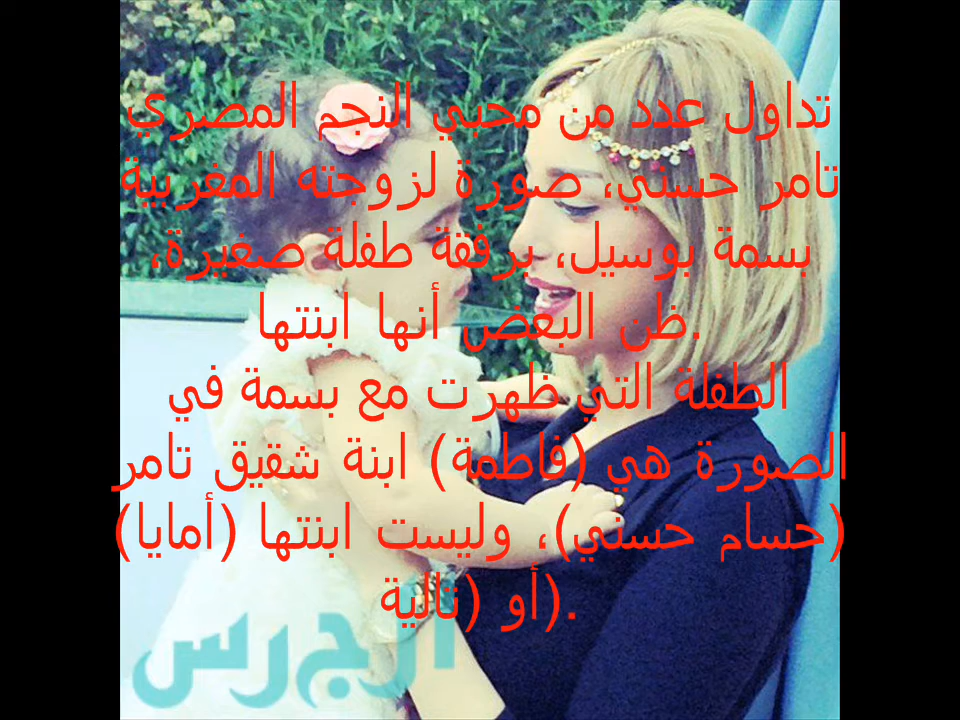 تداول عدد من محبي النجم المصري
تامر حسني، صورة لزوجته المغربية
بسمة بوسيل، برفقة طفلة صغيرة،
ظن البعض أنها ابنتها.
الطفلة التي ظهرت مع بسمة في
الصورة هي (فاطمة) ابنة شقيق تامر
(حسام حسني)، وليست ابنتها (أمايا)
أو (تالية).
الجرس